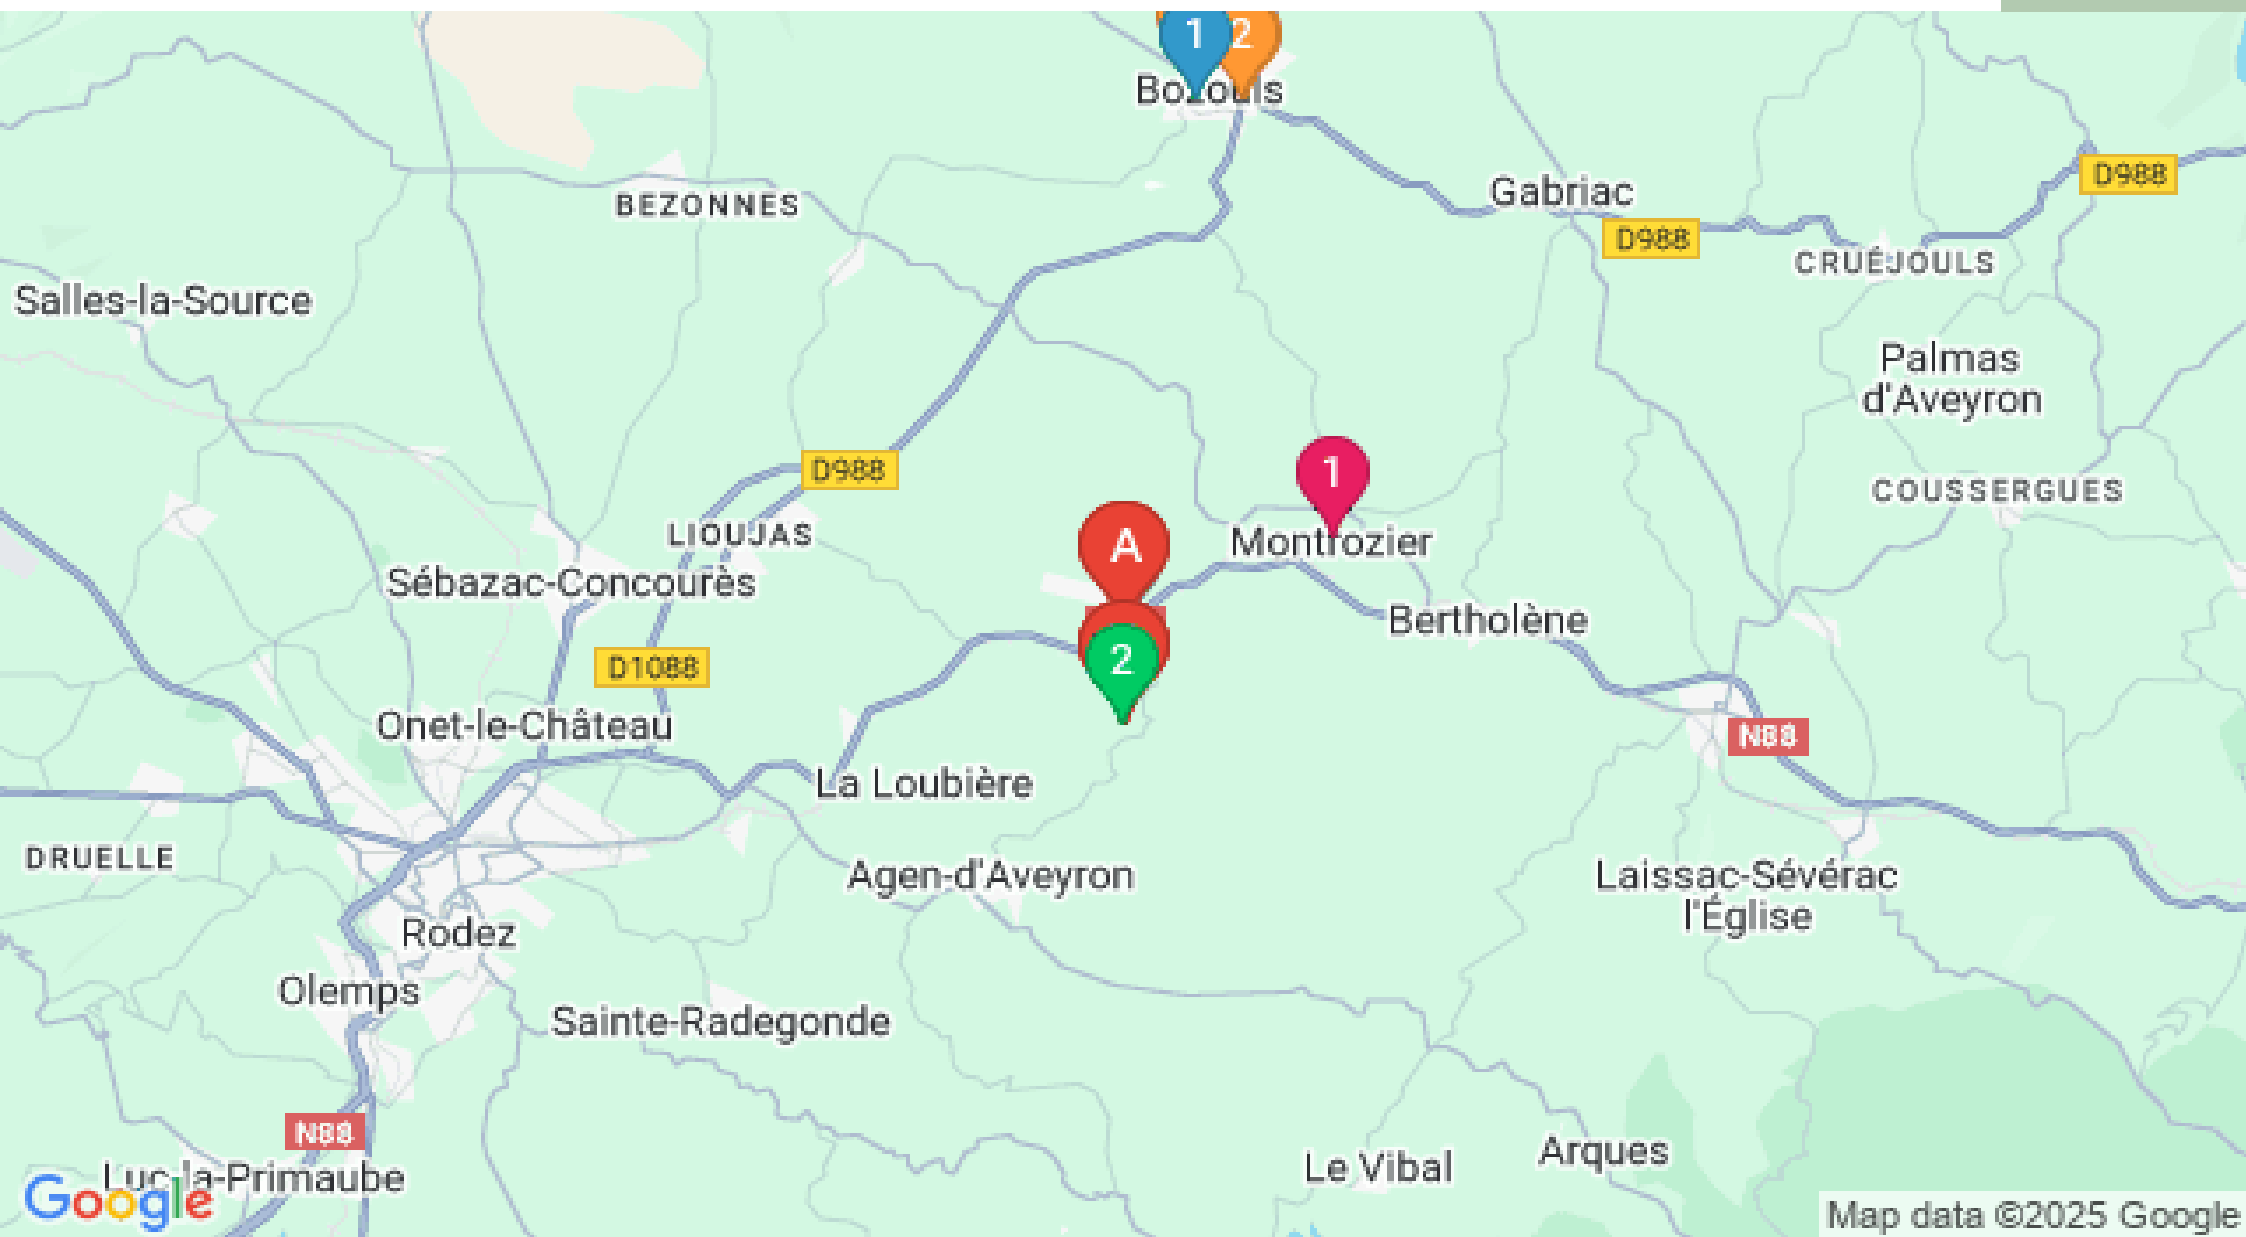 1
2
Bozouls
D988
Gabriac
BEZONNES
D988
CRUÉJOULS
Salles-la-Source
Palmas
d'Aveyron
D988
1
COUSSERGUES
LIOUJAS
Montrozier
A
Sébazac-Concourès
Bertholène
D1088
2
Onet-le-Château
N88
La Loubière
DRUELLE
Agen-d'Aveyron
Laissac-Sévérac
l'Église
Rodez
Olemps
Sainte-Radegonde
N88
Arques
Le Vibal
Luc-la-Primaube
Google
Map data ©2025 Google